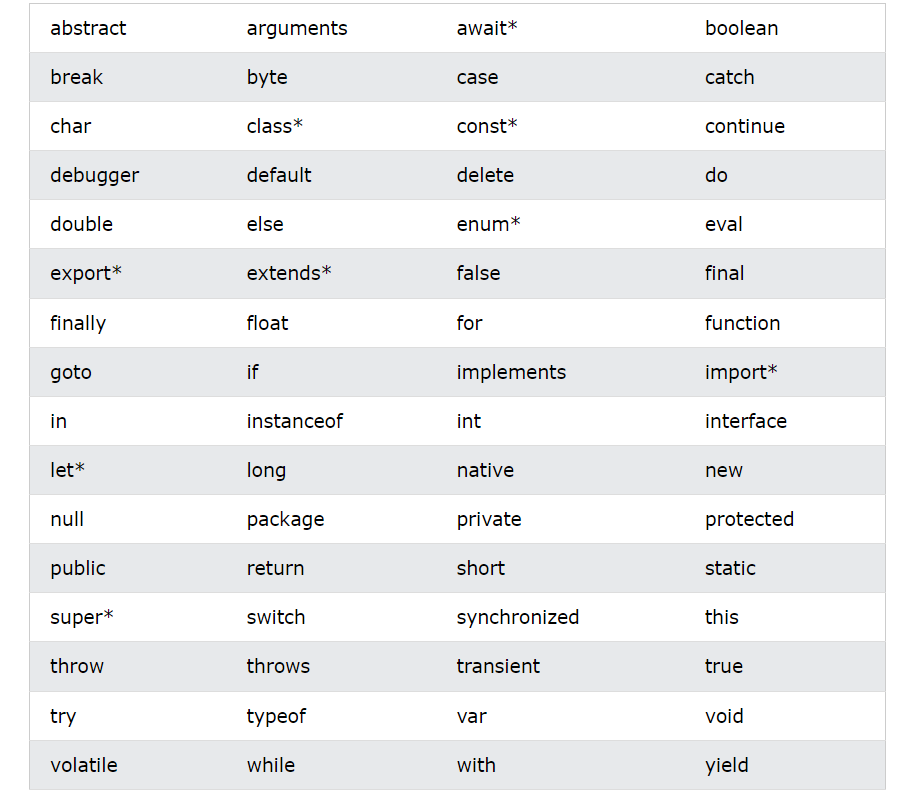 abstract arguments await* boolean
break byte case catch
char class* const* continue
debugger default delete do
double else enum* eval
export* extends* false final
finally float for function
goto if implements import*
in instanceof int interface
let* long native new
null package private protected
public return short static
super* switch synchronized this
throw throws transient true
try typeof var void
volatile while with yield